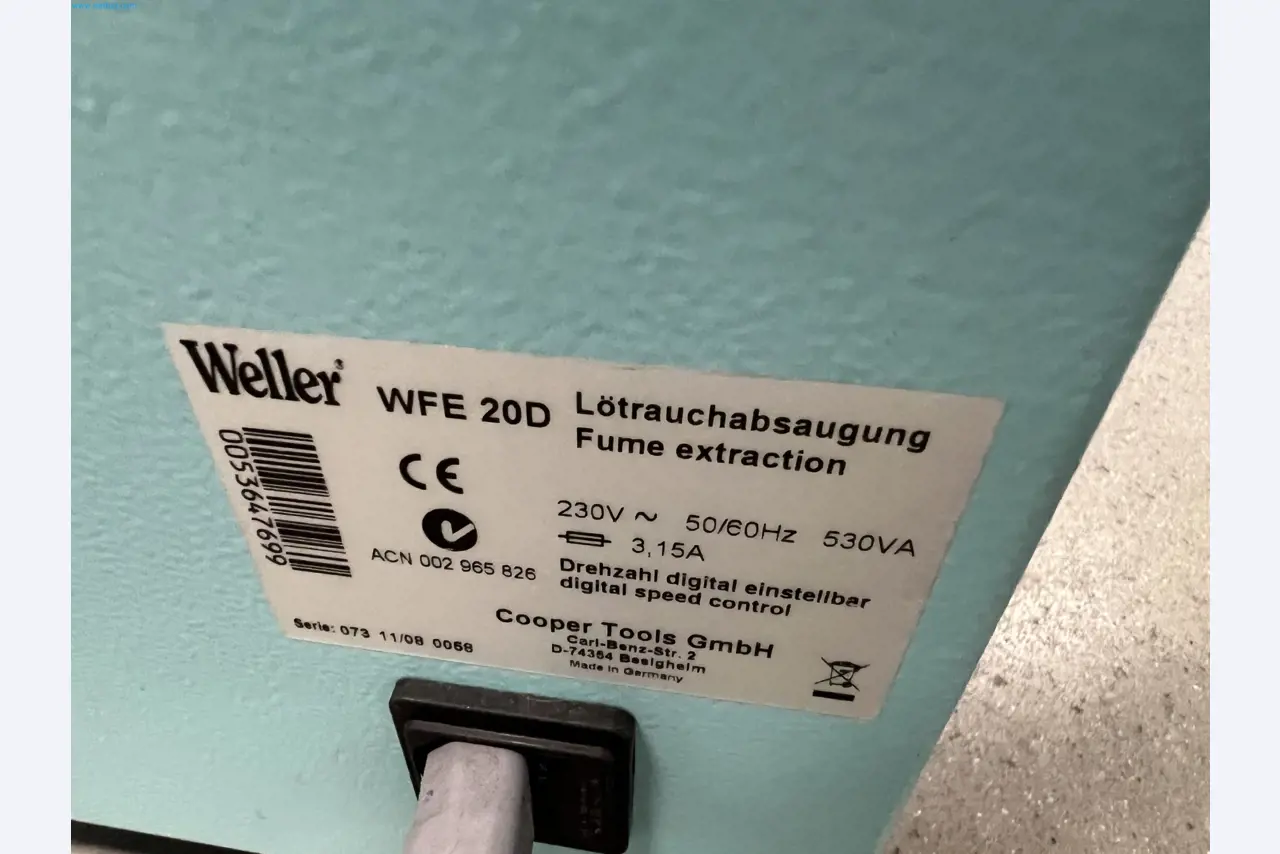 Weller®
WFE 20D
Lötrauchabsaugung
Fume extraction
0053647699
CE
230V ~ 50/60Hz 530VA
3,15A
ACN 002 965 826
Drehzahl digital einstellbar
digital speed control
Cooper Tools GmbH
Carl-Benz-Str. 2
D-74354 Besigheim
Made in Germany
Serie: 073 11/08 0068